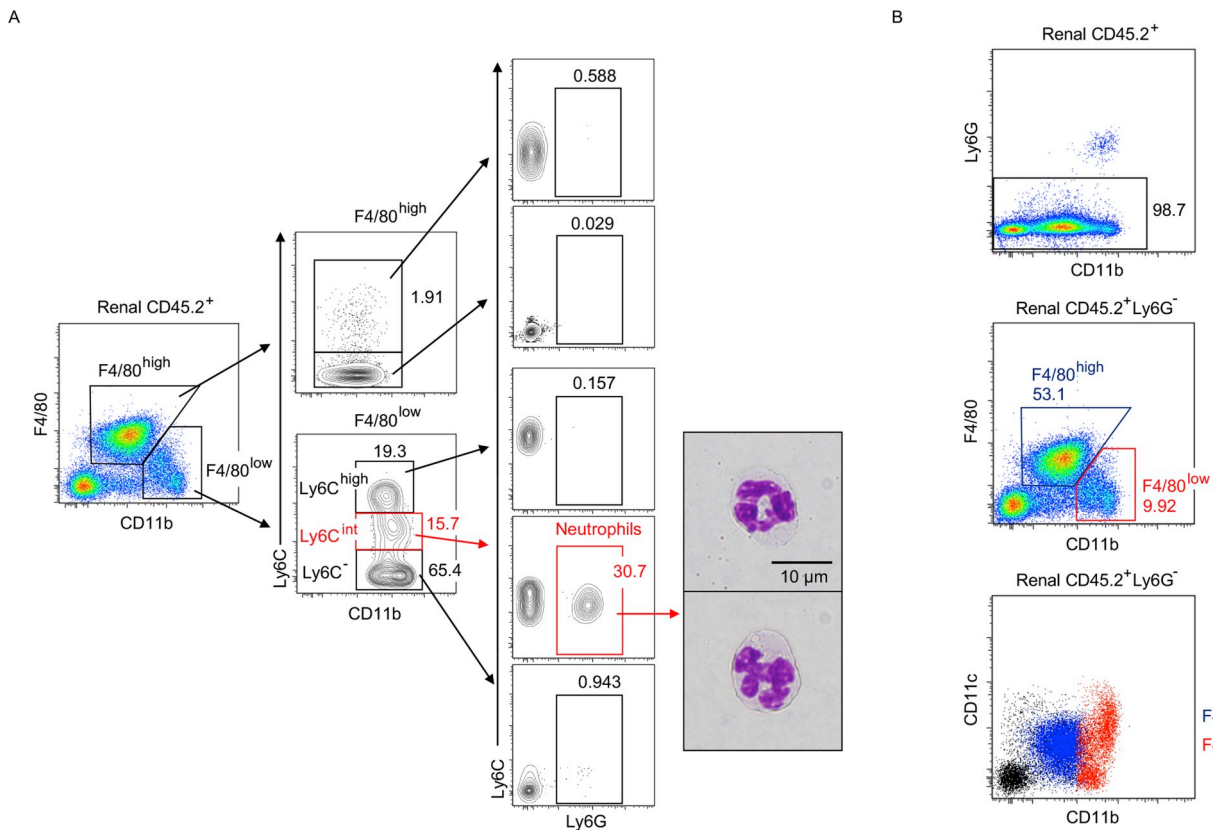 A
Renal CD45.2⁺
F4/80
F4/80ʰⁱᵍʰ
F4/80ˡᵒʷ
CD11b
F4/80ʰⁱᵍʰ
1.91
F4/80ˡᵒʷ
19.3
Ly6Cʰⁱᵍʰ
Ly6Cⁱⁿᵗ
15.7
Ly6C⁻
65.4
Ly6C
CD11b
0.588
0.029
0.157
Neutrophils
30.7
0.943
Ly6C
Ly6G
10 µm
B
Renal CD45.2⁺
Ly6G
98.7
CD11b
Renal CD45.2⁺Ly6G⁻
F4/80
F4/80ʰⁱᵍʰ
53.1
F4/80ˡᵒʷ
9.92
CD11b
Renal CD45.2⁺Ly6G⁻
CD11c
F
F
CD11b